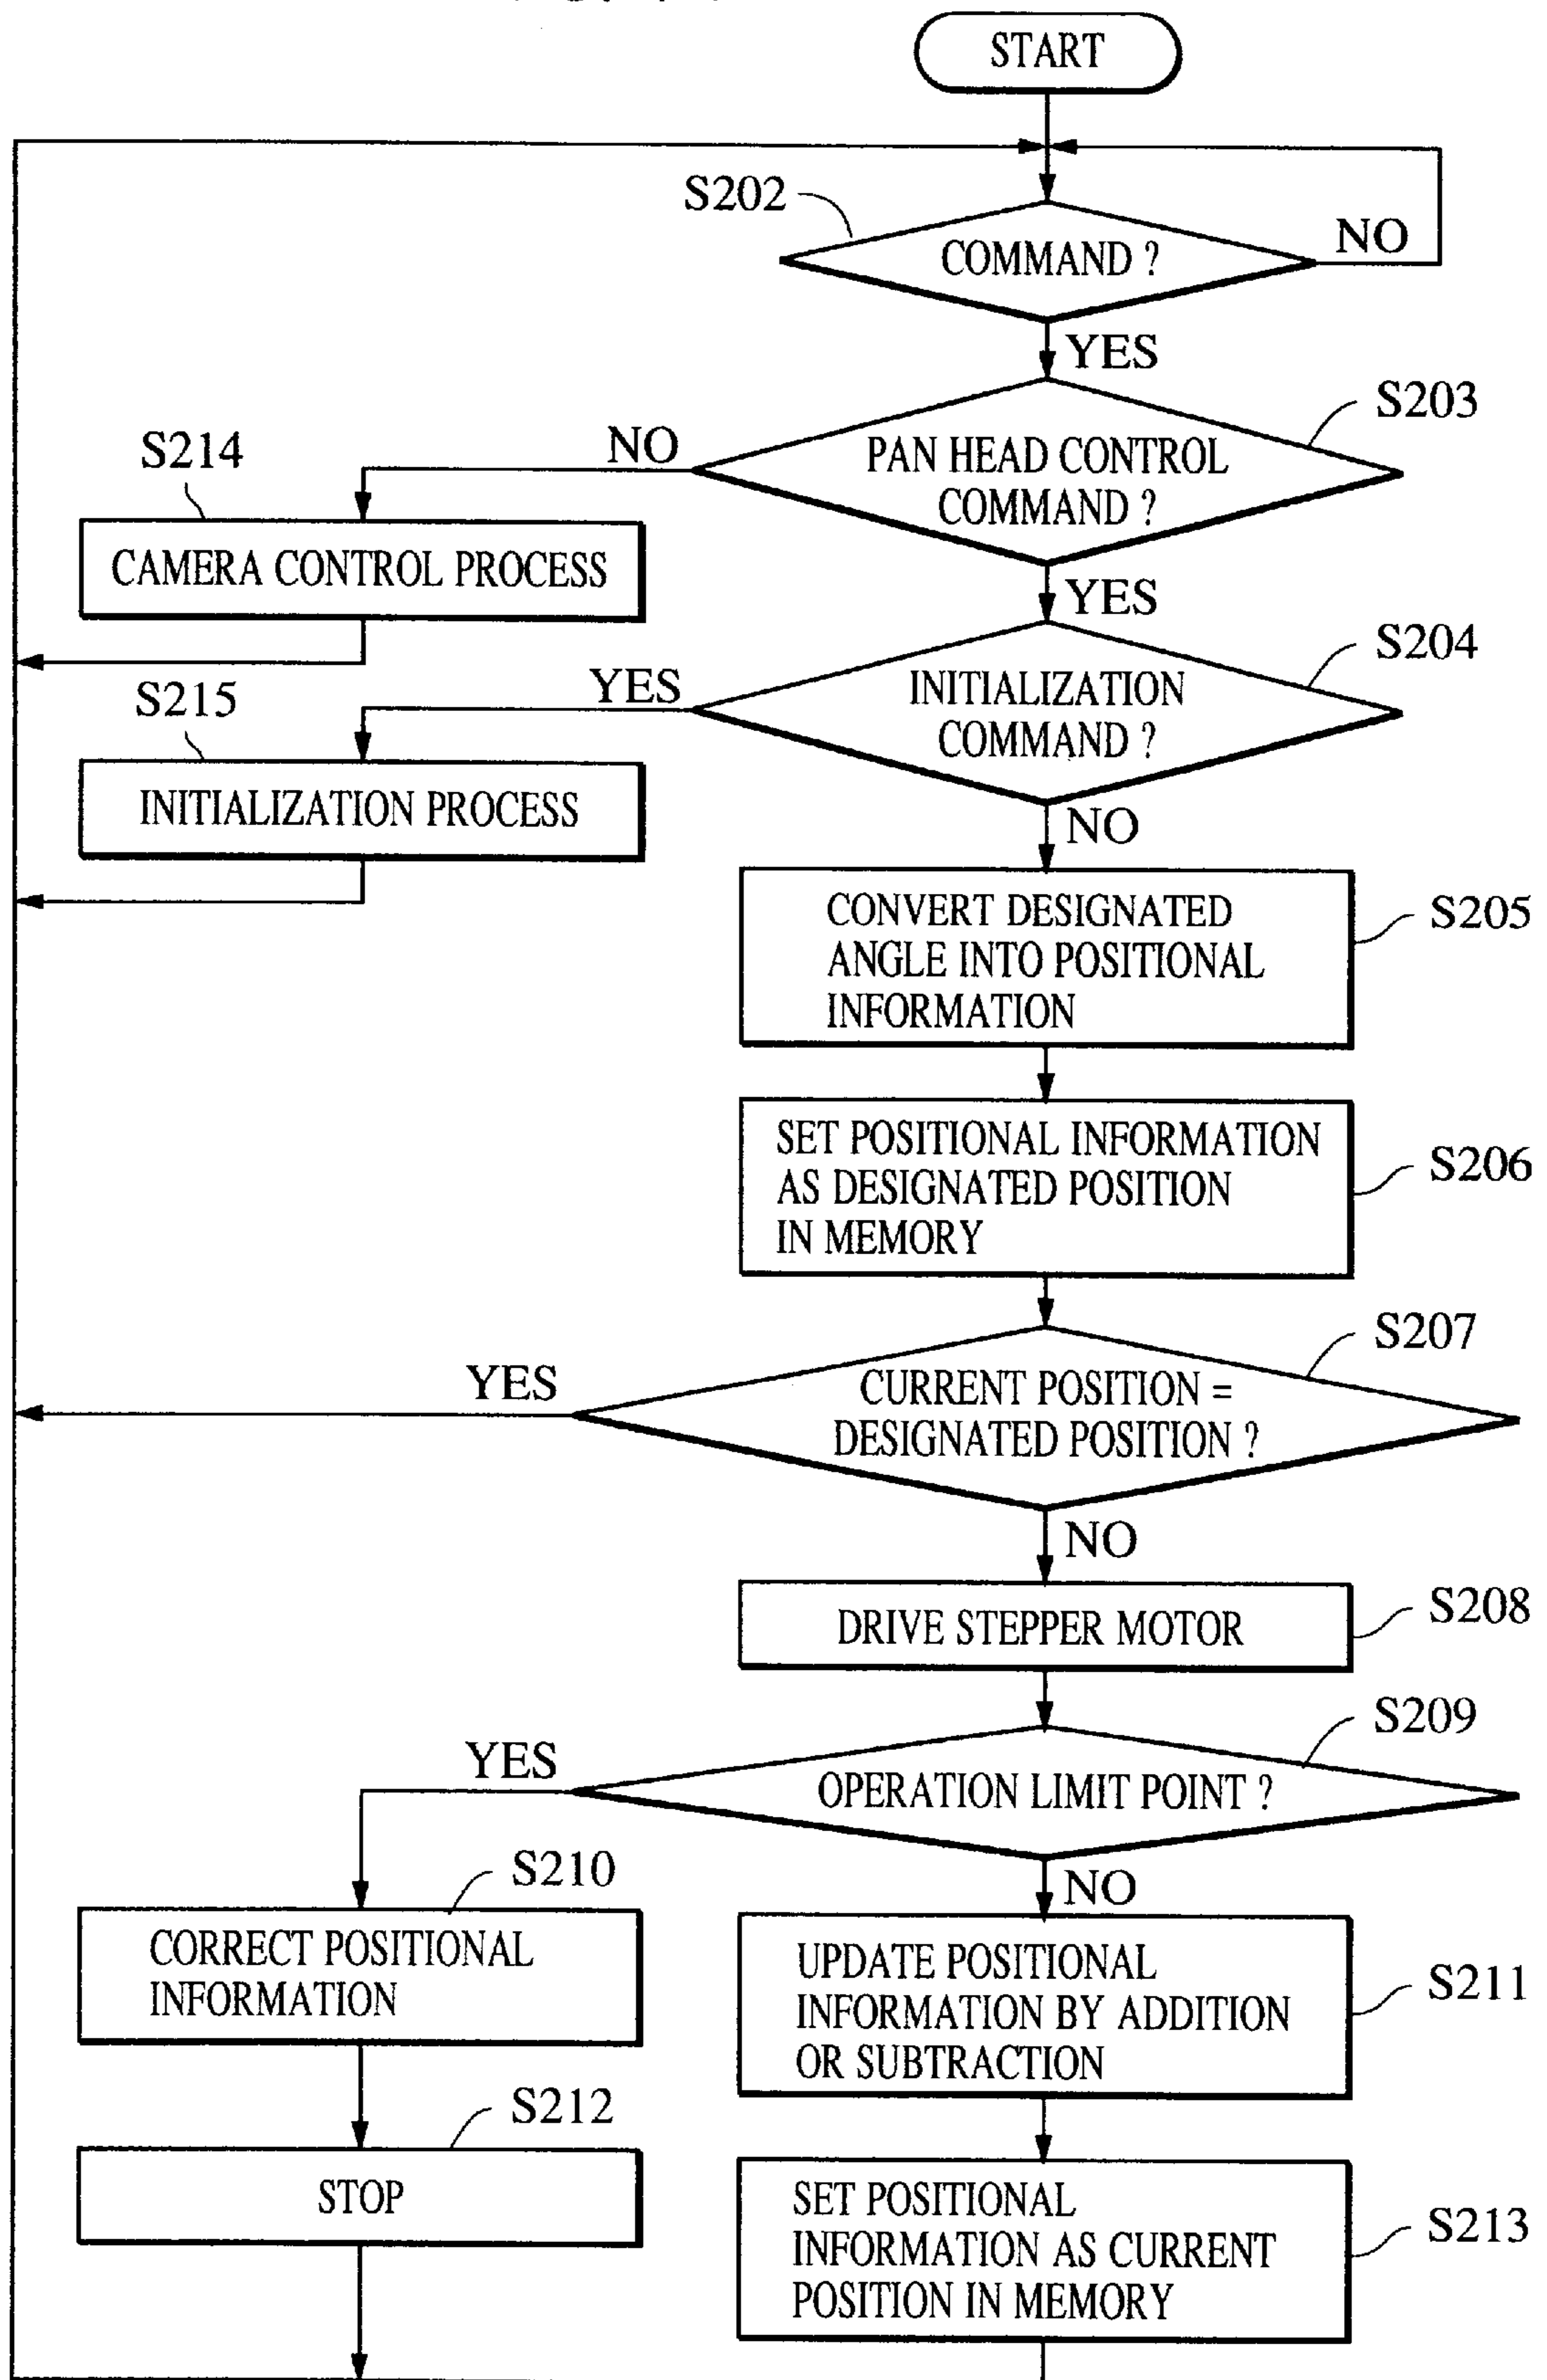 START
S202
COMMAND ?
NO
YES
S203
NO
PAN HEAD CONTROL
COMMAND ?
S214
CAMERA CONTROL PROCESS
YES
S204
YES
INITIALIZATION
COMMAND ?
S215
INITIALIZATION PROCESS
NO
CONVERT DESIGNATED
ANGLE INTO POSITIONAL
INFORMATION
S205
SET POSITIONAL INFORMATION
AS DESIGNATED POSITION
IN MEMORY
S206
S207
YES
CURRENT POSITION =
DESIGNATED POSITION ?
NO
DRIVE STEPPER MOTOR
S208
S209
YES
OPERATION LIMIT POINT ?
S210
NO
CORRECT POSITIONAL
INFORMATION
UPDATE POSITIONAL
INFORMATION BY ADDITION
OR SUBTRACTION
S211
S212
STOP
SET POSITIONAL
INFORMATION AS CURRENT
POSITION IN MEMORY
S213